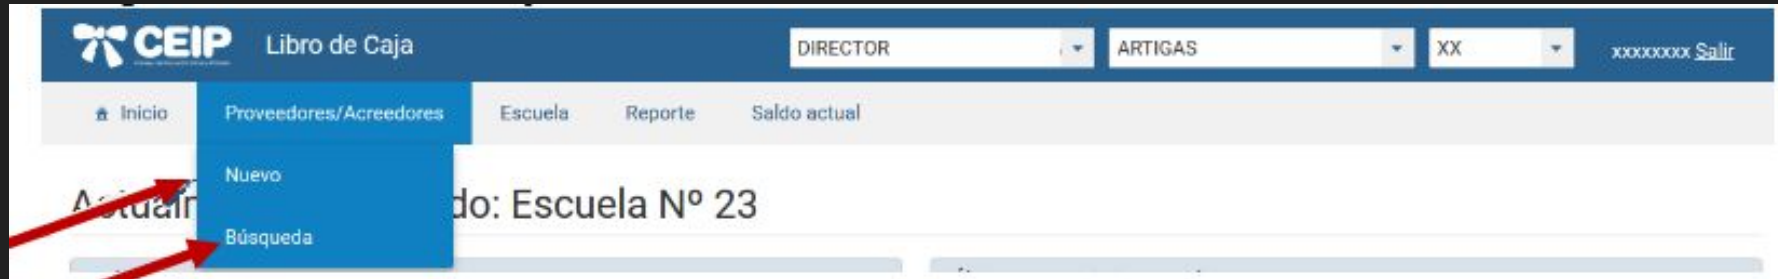 CEIP Libro de Caja DIRECTOR ARTIGAS XX xxxxxxxx Salir
Inicio Proveedores/Acreedores Escuela Reporte Saldo actual
Nuevo
do: Escuela Nº 23
Búsqueda